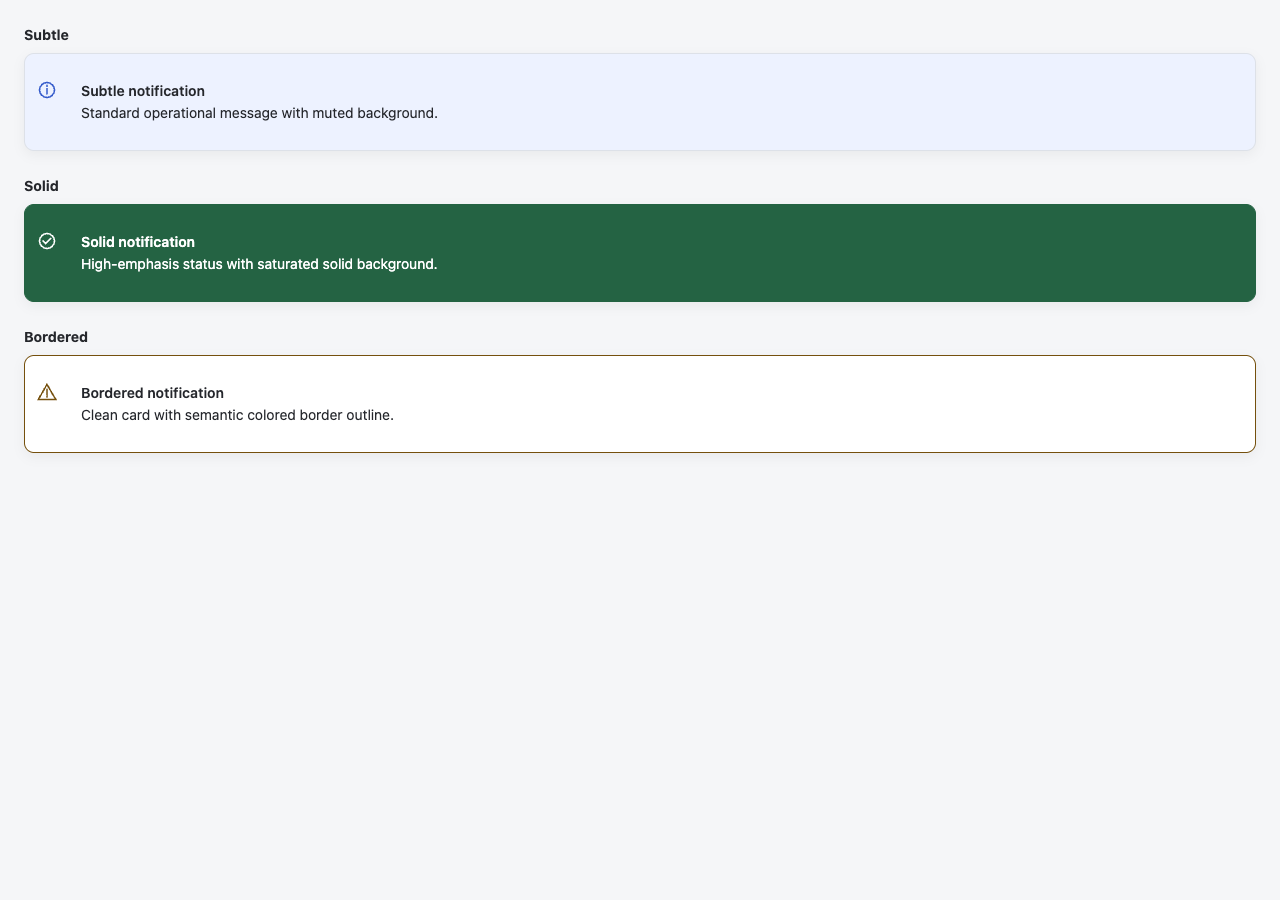 Subtle
Subtle notification
Standard operational message with muted background.
Solid
Solid notification
High-emphasis status with saturated solid background.
Bordered
Bordered notification
Clean card with semantic colored border outline.